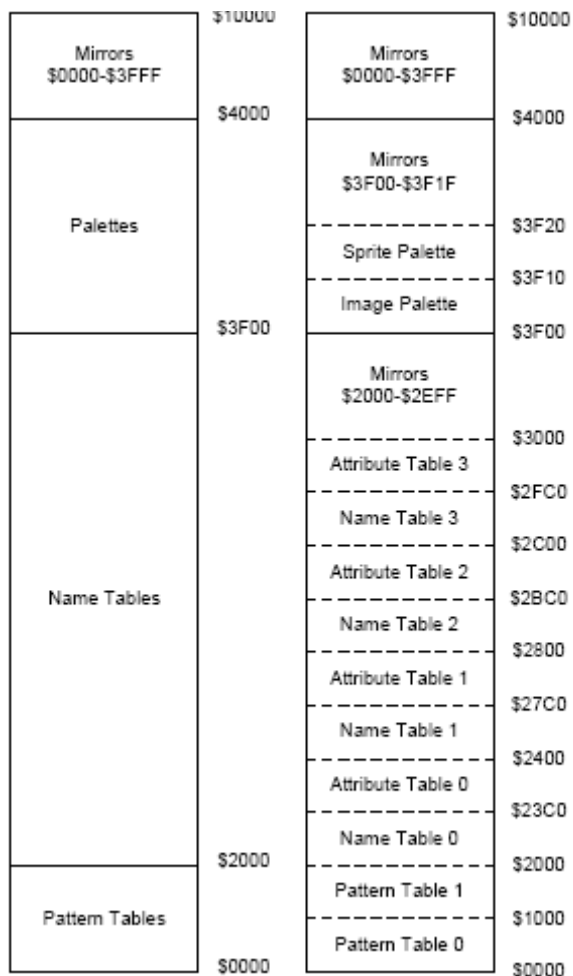 $10000
$10000
Mirrors
$0000-$3FFF
Mirrors
$0000-$3FFF
$4000
$4000
Palettes
Mirrors
$3F00-$3F1F
$3F20
Sprite Palette
$3F10
Image Palette
$3F00
$3F00
Name Tables
Mirrors
$2000-$2EFF
$3000
Attribute Table 3
$2FC0
Name Table 3
$2C00
Attribute Table 2
$2BC0
Name Table 2
$2800
Attribute Table 1
$27C0
Name Table 1
$2400
Attribute Table 0
$23C0
Name Table 0
$2000
$2000
Pattern Tables
Pattern Table 1
$1000
Pattern Table 0
$0000
$0000